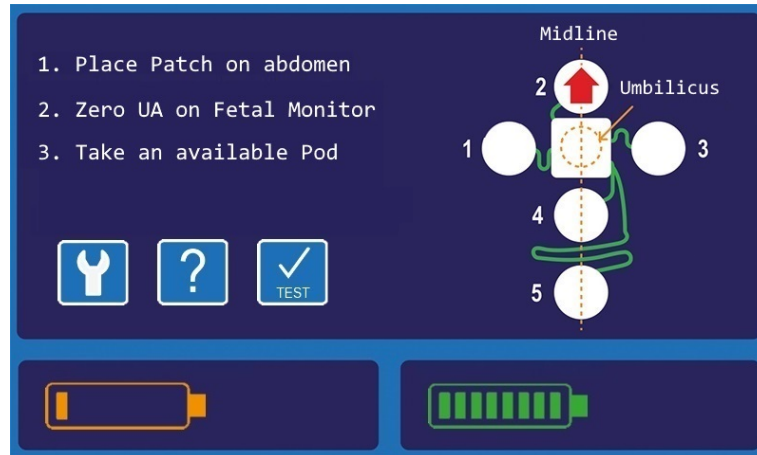 1. Place Patch on abdomen
2. Zero UA on Fetal Monitor
3. Take an available Pod
?
TEST
Midline
2
Umbilicus
1
3
4
5